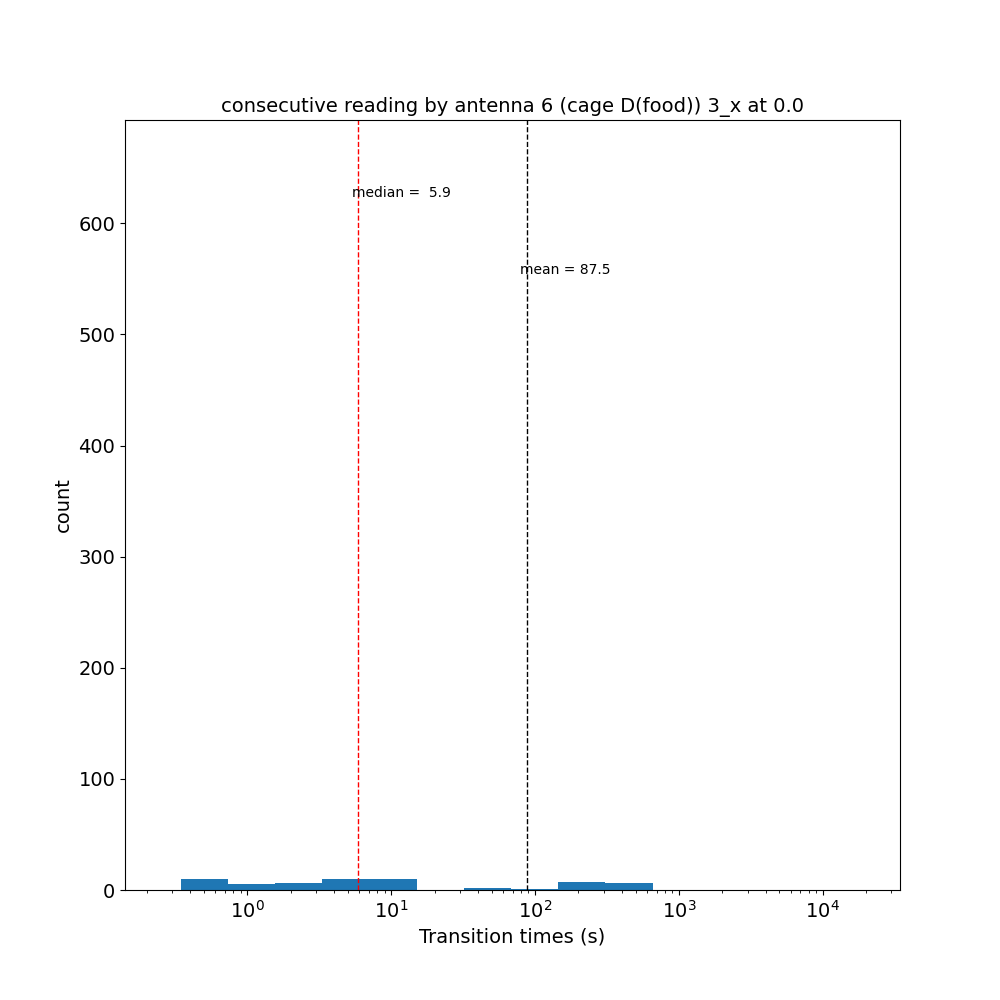 consecutive reading by antenna 6 (cage D(food)) 3_x at 0.0
median =  5.9
mean = 87.5
600
500
400
300
200
100
0
count
10⁰ 10¹ 10² 10³ 10⁴
Transition times (s)